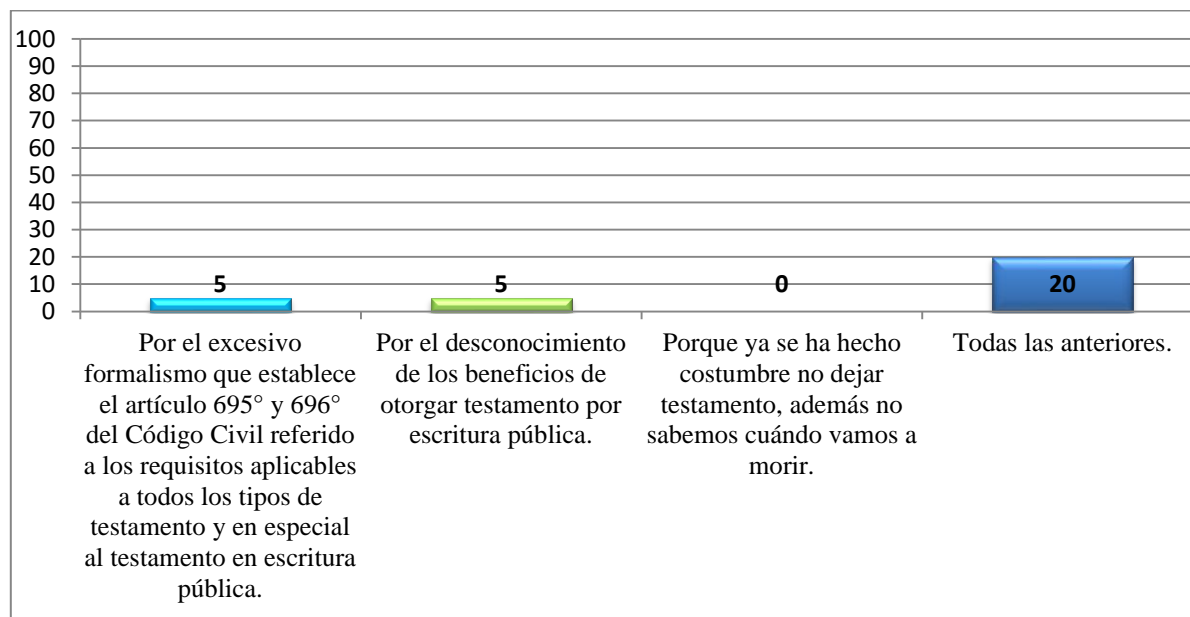 100
90
80
70
60
50
40
30
20
10
0
5
5
0
20
Por el excesivo
formalismo que establece
el artículo 695° y 696°
del Código Civil referido
a los requisitos aplicables
a todos los tipos de
testamento y en especial
al testamento en escritura
pública.
Por el desconocimiento
de los beneficios de
otorgar testamento por
escritura pública.
Porque ya se ha hecho
costumbre no dejar
testamento, además no
sabemos cuándo vamos a
morir.
Todas las anteriores.